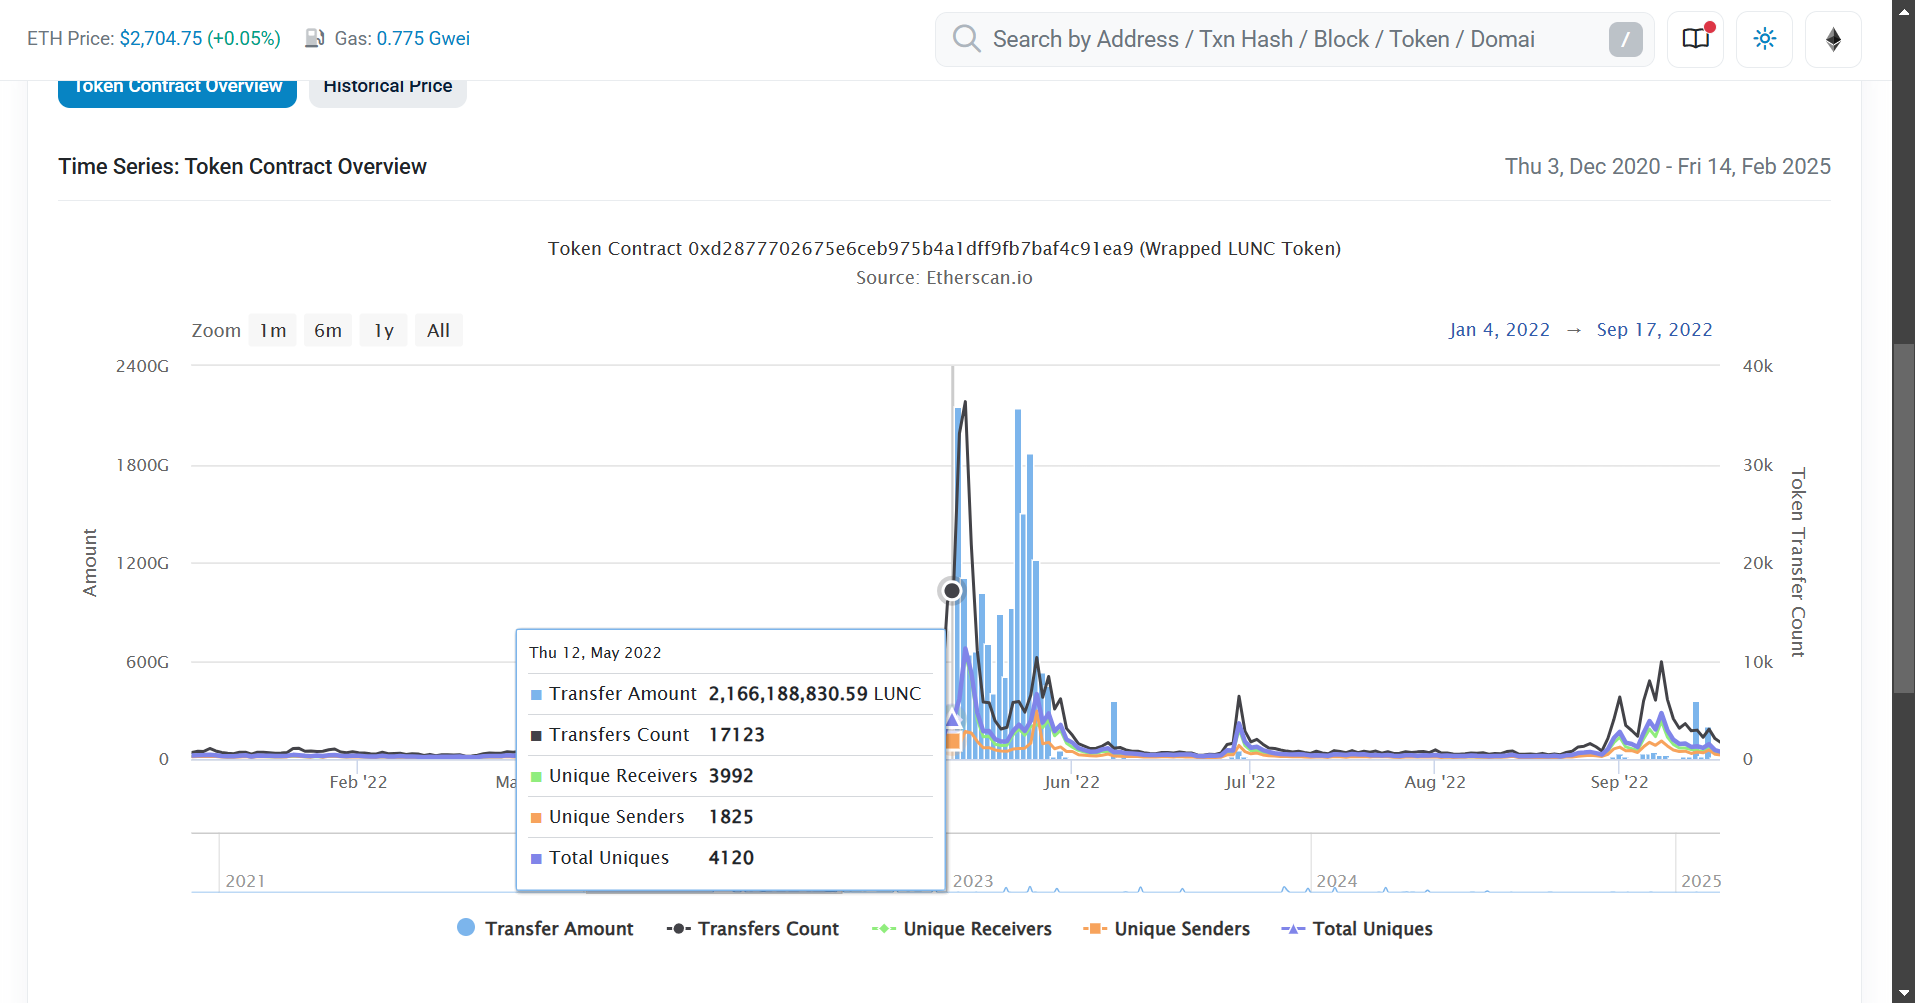 ETH Price: $2,704.75 (+0.05%) Gas: 0.775 Gwei
Search by Address / Txn Hash / Block / Token / Domai /
Token Contract Overview Historical Price
Time Series: Token Contract Overview
Thu 3, Dec 2020 - Fri 14, Feb 2025
Token Contract 0xd2877702675e6ceb975b4a1dff9fb7baf4c91ea9 (Wrapped LUNC Token)
Source: Etherscan.io
Zoom 1m 6m 1y All
Jan 4, 2022 → Sep 17, 2022
2400G 40k
1800G 30k
1200G 20k
600G 10k
0 0
Amount
Token Transfer Count
Feb '22 Ma Jun '22 Jul '22 Aug '22 Sep '22
Thu 12, May 2022
Transfer Amount 2,166,188,830.59 LUNC
Transfers Count 17123
Unique Receivers 3992
Unique Senders 1825
Total Uniques 4120
2021 2023 2024 2025
Transfer Amount Transfers Count Unique Receivers Unique Senders Total Uniques